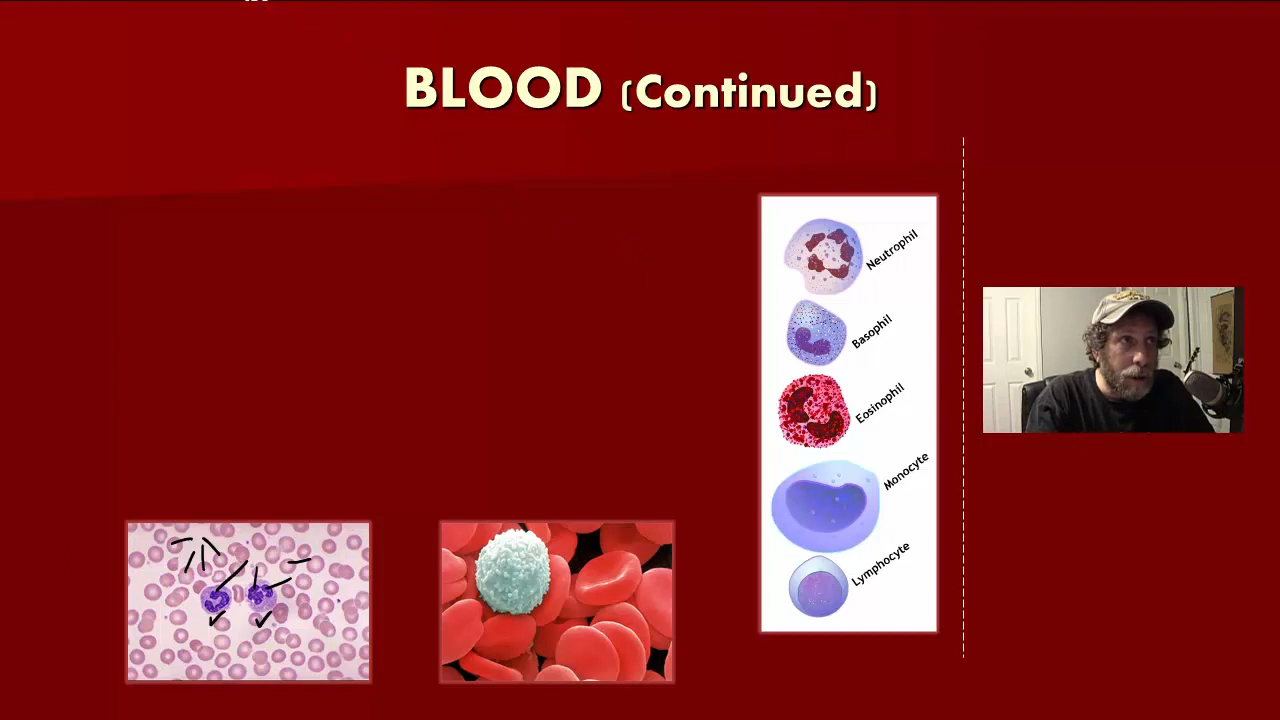 BLOOD (Continued)
Neutrophil
Basophil
Eosinophil
Monocyte
Lymphocyte